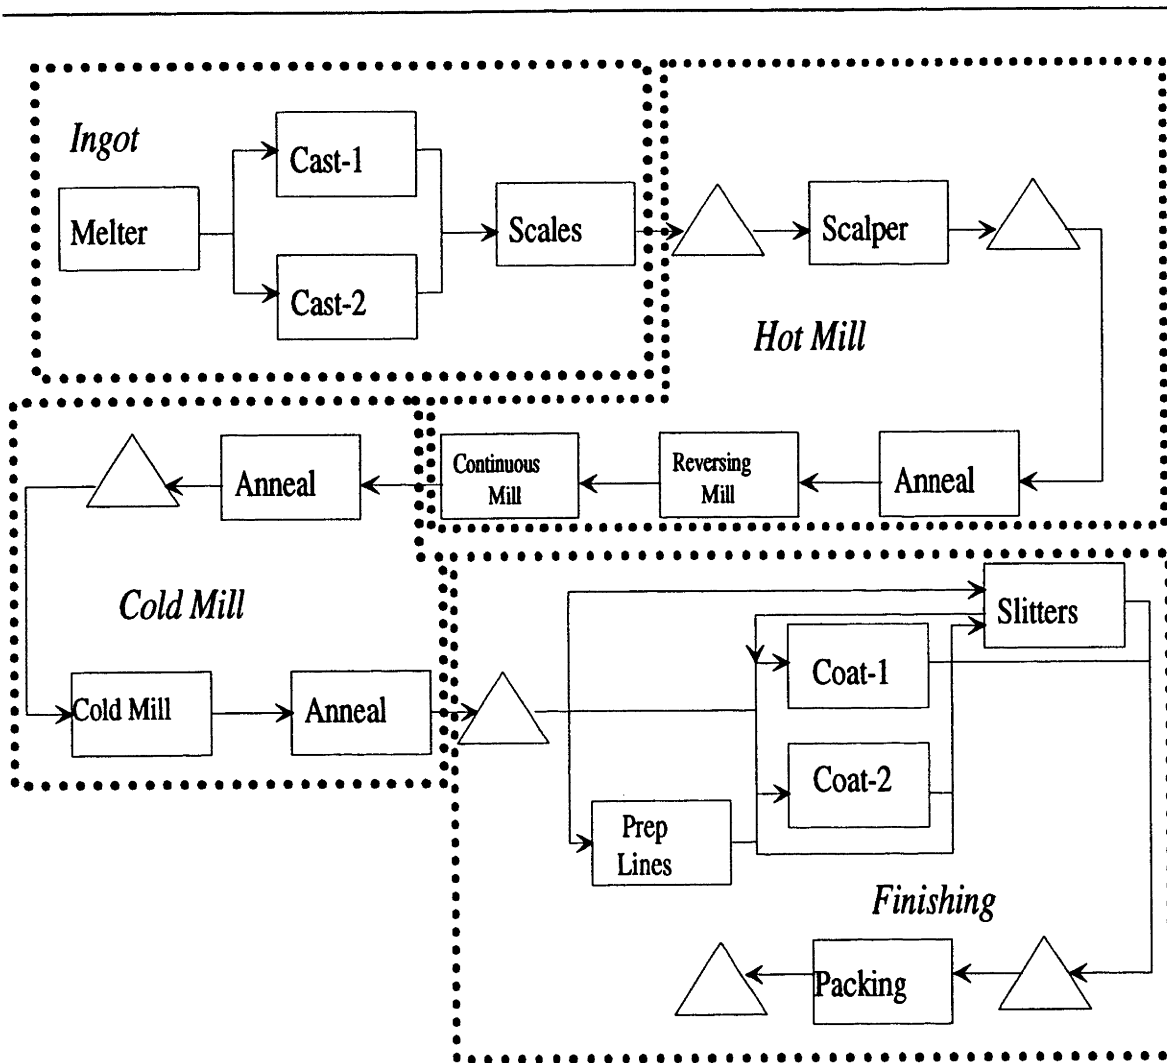 Ingot
Melter
Cast-1
Cast-2
Scales
Scalper
Hot Mill
Anneal
Reversing
Mill
Continuous
Mill
Anneal
Cold Mill
Cold Mill
Anneal
Slitters
Coat-1
Coat-2
Prep
Lines
Finishing
Packing